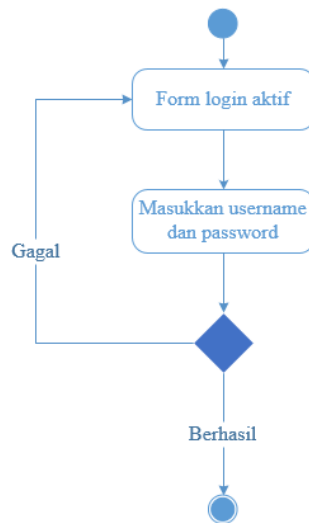 Form login aktif
Masukkan username
dan password
Gagal
Berhasil